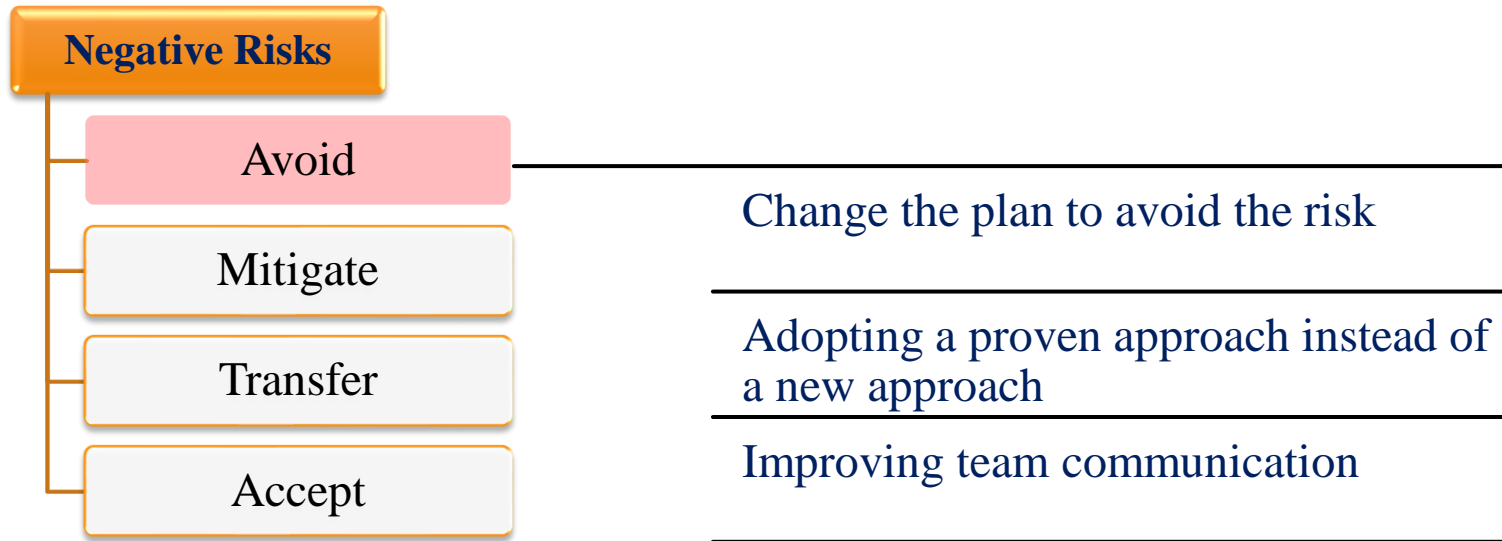 Negative Risks
Avoid
Mitigate
Transfer
Accept
Change the plan to avoid the risk
Adopting a proven approach instead of
a new approach
Improving team communication